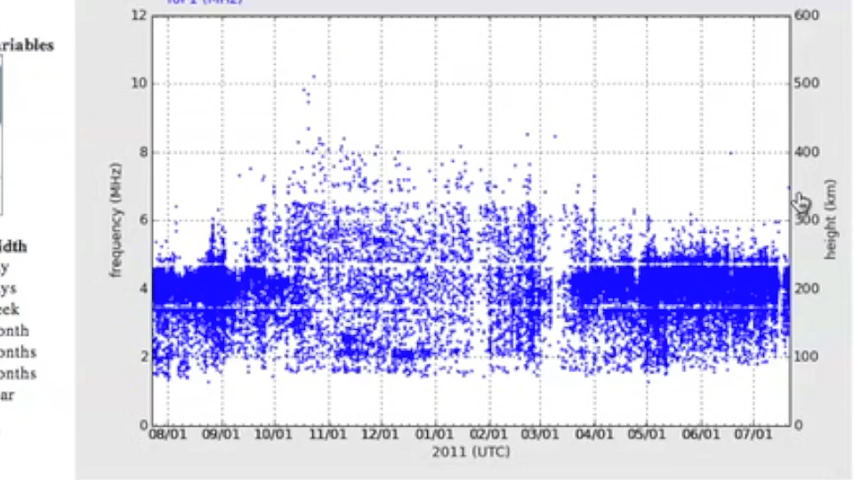 foF1 (MHz)
ariables
idth
y
ys
eek
onth
onths
onths
ar
12
10
8
6
4
2
0
frequency (MHz)
600
500
400
300
200
100
0
height (km)
08/01 09/01 10/01 11/01 12/01 01/01 02/01 03/01 04/01 05/01 06/01 07/01
2011 (UTC)